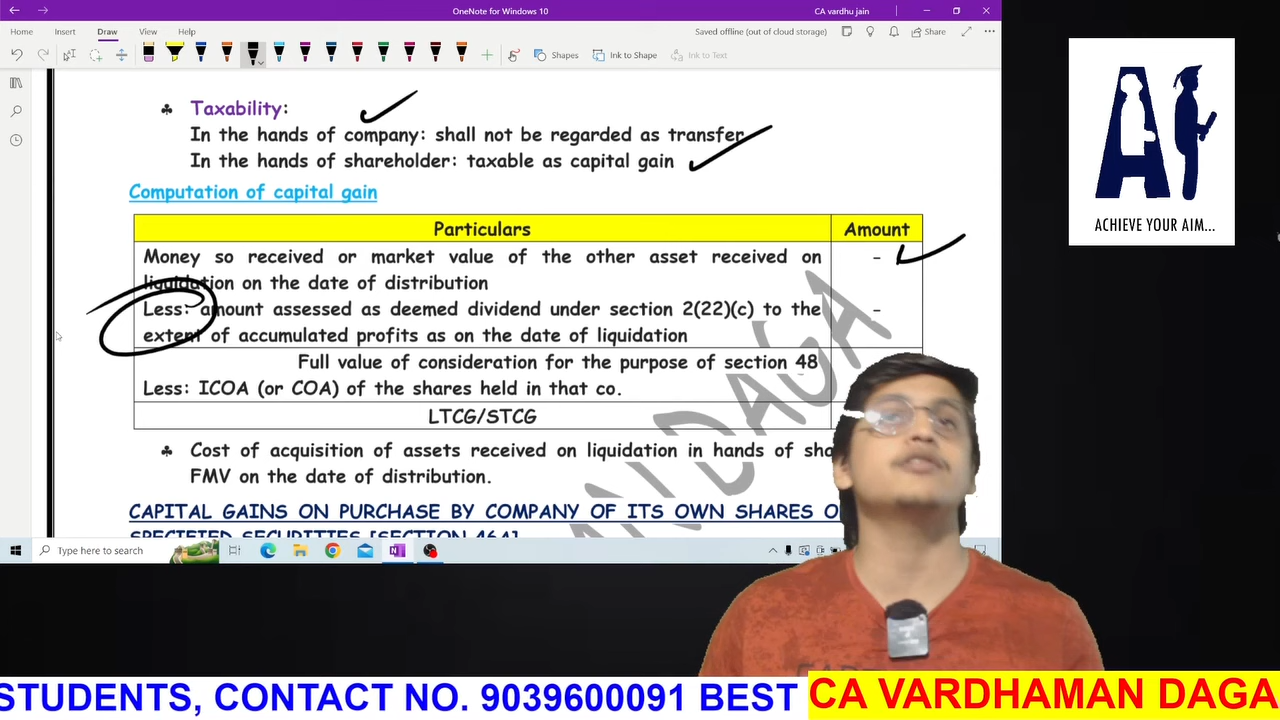 OneNote for Windows 10
CA vardhu jain
Home Insert Draw View Help
Saved offline (out of cloud storage)
Share
Shapes
Ink to Shape
Ink to Text
♣ Taxability:
In the hands of company: shall not be regarded as transfer
In the hands of shareholder: taxable as capital gain
Computation of capital gain
Particulars Amount
Money so received or market value of the other asset received on -
liquidation on the date of distribution
Less: amount assessed as deemed dividend under section 2(22)(c) to the -
extent of accumulated profits as on the date of liquidation
Full value of consideration for the purpose of section 48
Less: ICOA (or COA) of the shares held in that co.
LTCG/STCG
♣ Cost of acquisition of assets received on liquidation in hands of sha
FMV on the date of distribution.
CAPITAL GAINS ON PURCHASE BY COMPANY OF ITS OWN SHARES O
SPECIFIED SECURITIES [SECTION 46A]
AN DAGA
Type here to search
A
ACHIEVE YOUR AIM...
STUDENTS, CONTACT NO. 9039600091 BEST
CA VARDHAMAN DAGA